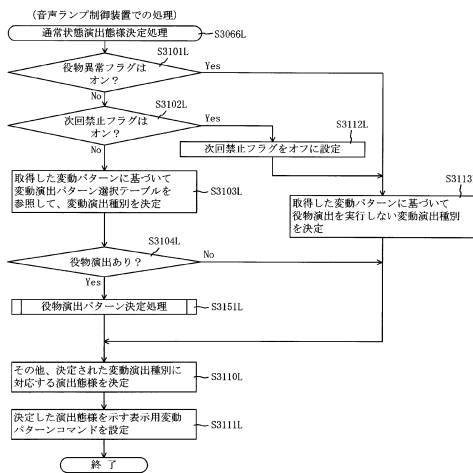 (音声ランプ制御装置での処理)
通常状態演出態様決定処理
S3066L
S3101L
役物異常フラグは
オン?
Yes
No
S3102L
次回禁止フラグは
オン?
Yes
No
S3112L
次回禁止フラグをオフに設定
取得した変動パターンに基づいて
変動演出パターン選択テーブルを
参照して、変動演出種別を決定
S3103L
S3113
取得した変動パターンに基づいて
役物演出を実行しない変動演出種別
を決定
S3104L
役物演出あり?
No
Yes
役物演出パターン決定処理
S3151L
その他、決定された変動演出種別に
対応する演出態様を決定
S3110L
決定した演出態様を示す表示用変動
パターンコマンドを設定
S3111L
終了